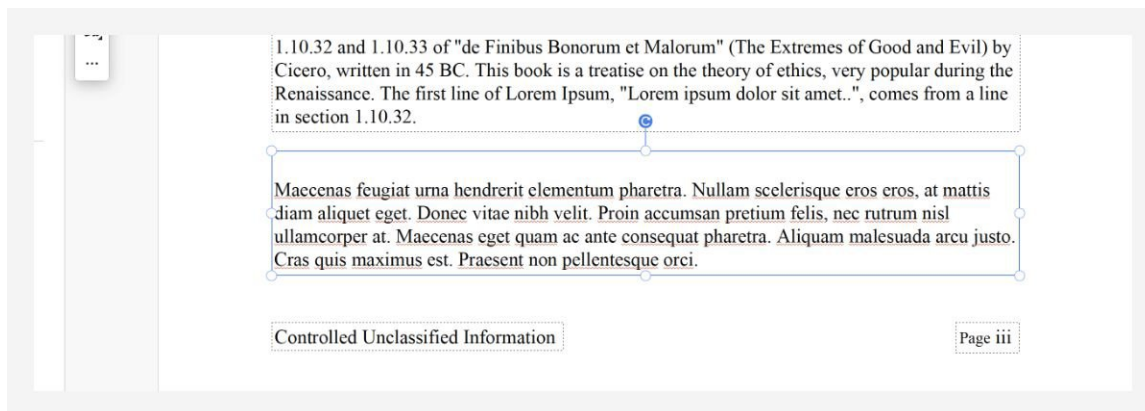 ...
1.10.32 and 1.10.33 of "de Finibus Bonorum et Malorum" (The Extremes of Good and Evil) by
Cicero, written in 45 BC. This book is a treatise on the theory of ethics, very popular during the
Renaissance. The first line of Lorem Ipsum, "Lorem ipsum dolor sit amet..", comes from a line
in section 1.10.32.
Maecenas feugiat urna hendrerit elementum pharetra. Nullam scelerisque eros eros, at mattis
diam aliquet eget. Donec vitae nibh velit. Proin accumsan pretium felis, nec rutrum nisl
ullamcorper at. Maecenas eget quam ac ante consequat pharetra. Aliquam malesuada arcu justo.
Cras quis maximus est. Praesent non pellentesque orci.
Controlled Unclassified Information
Page iii